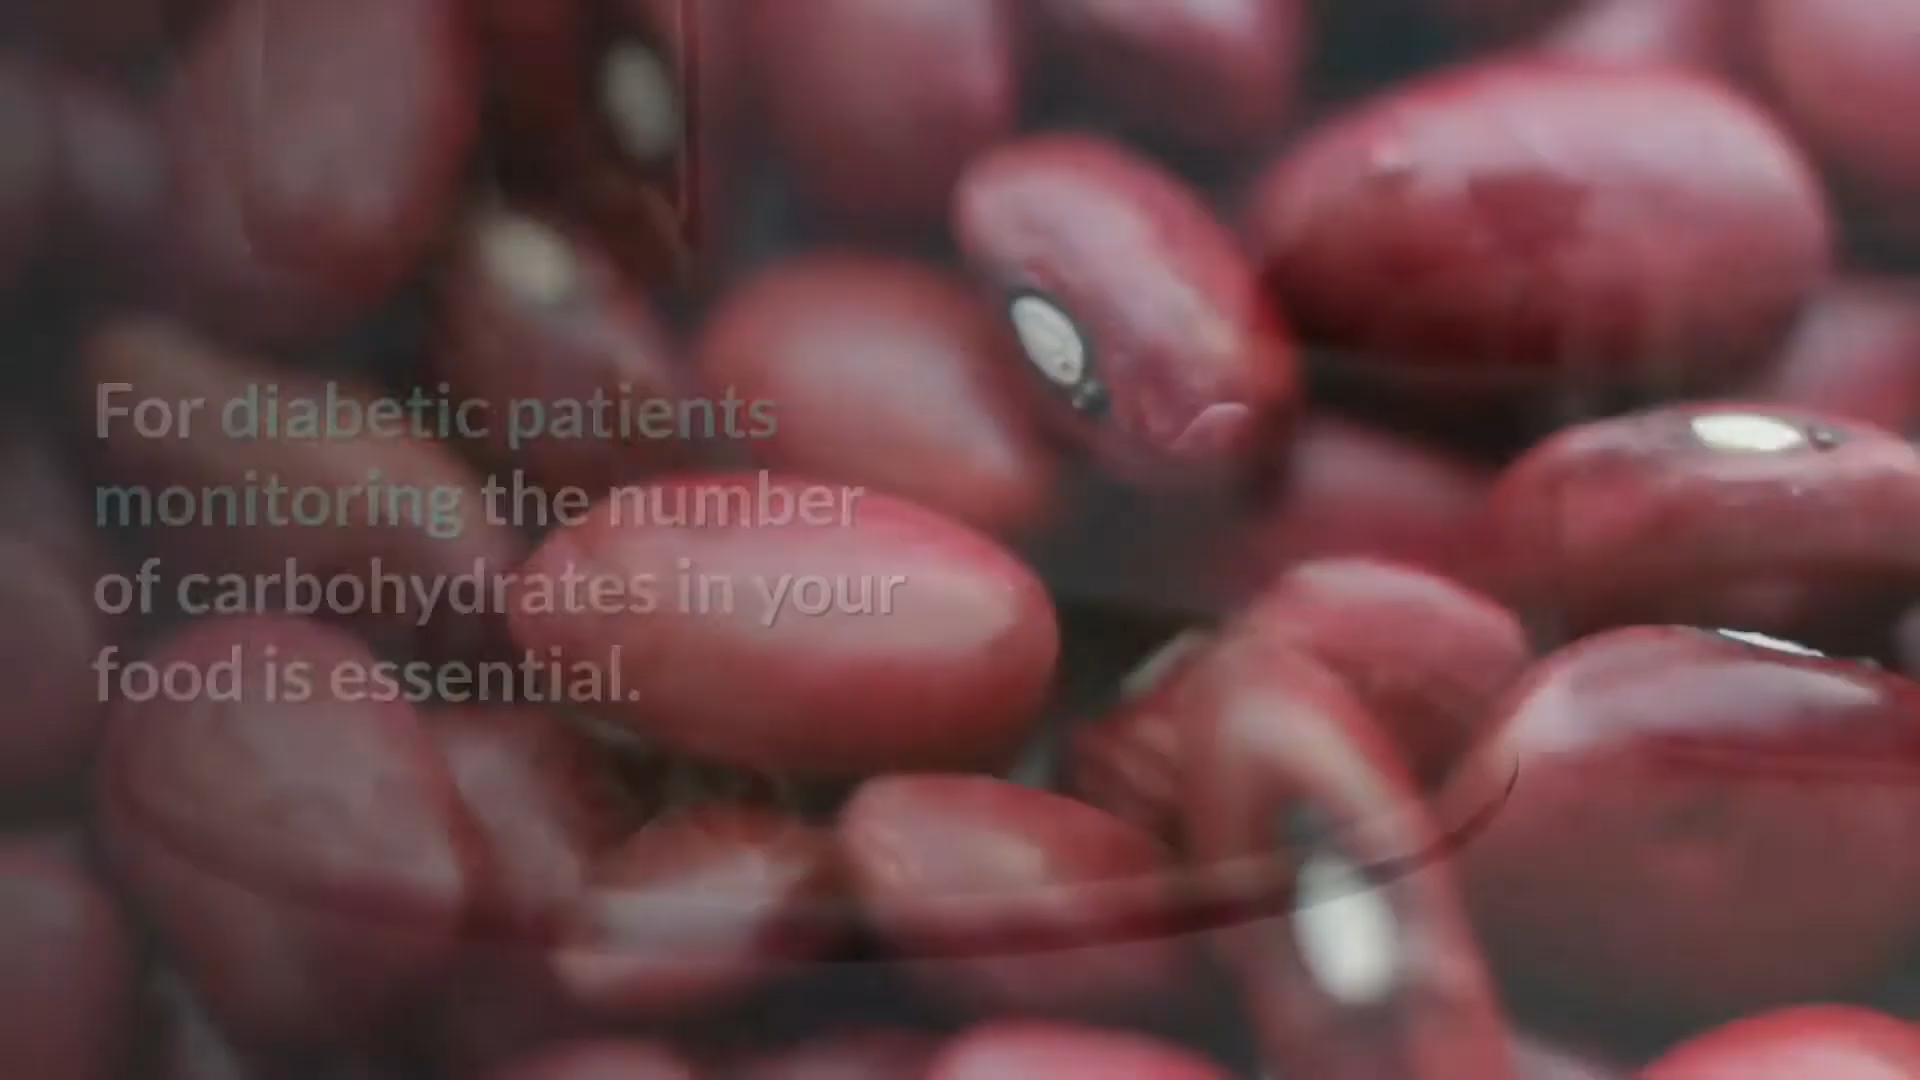 For diabetic patients
monitoring the number
of carbohydrates in your
food is essential.